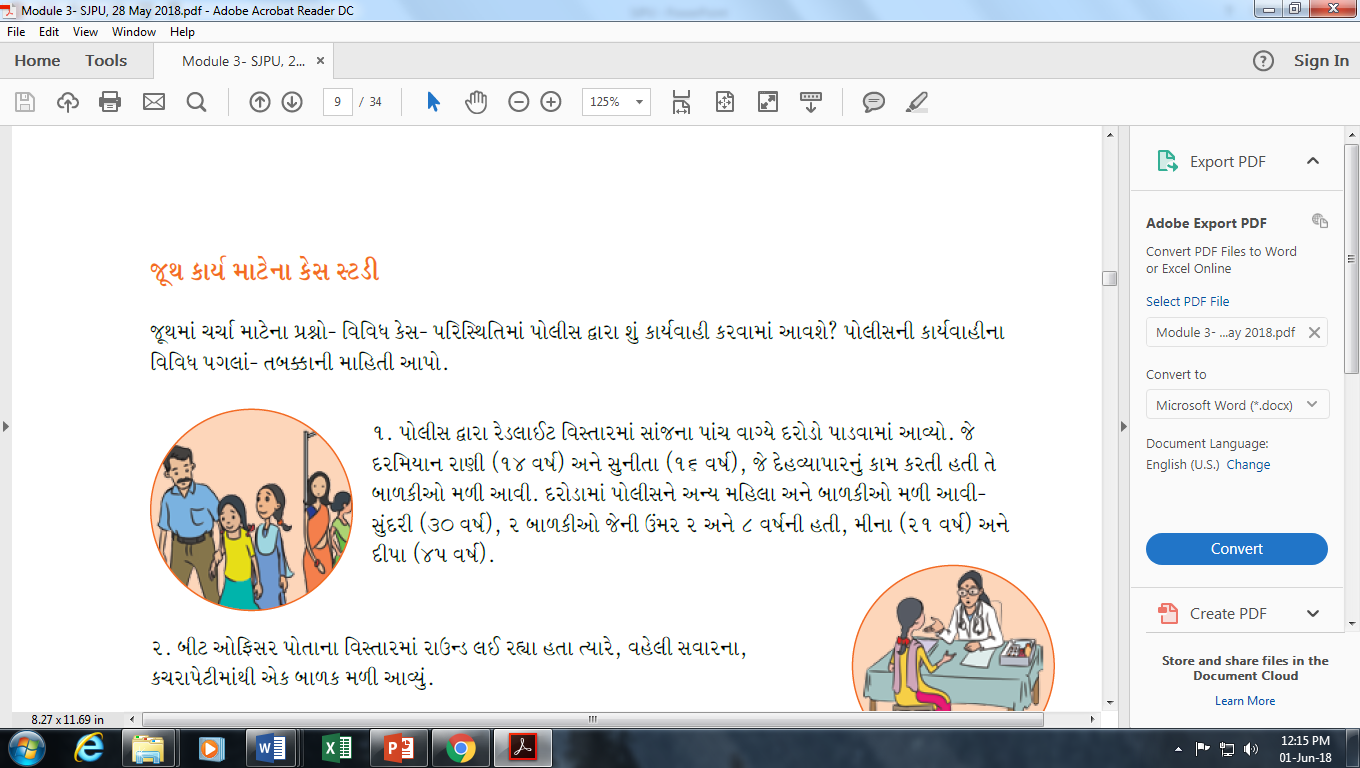 Module 3- SJPU, 28 May 2018.pdf - Adobe Acrobat Reader DC
File Edit View Window Help
Home Tools Module 3- SJPU, 2... × Sign In
9 / 34 125%
Export PDF
Adobe Export PDF
Convert PDF Files to Word
or Excel Online
Select PDF File
Module 3- ...ay 2018.pdf
Convert to
Microsoft Word (*.docx)
Document Language:
English (U.S.) Change
Convert
Create PDF
Store and share files in the
Document Cloud
Learn More
જૂથ કાર્ય માટેના કેસ સ્ટડી
જૂથમાં ચર્ચા માટેના પ્રશ્નો- વિવિધ કેસ- પરિસ્થિતિમાં પોલીસ દ્વારા શું કાર્યવાહી કરવામાં આવશે? પોલીસની કાર્યવાહીના
વિવિધ પગલાં- તબક્કાની માહિતી આપો.
૧. પોલીસ દ્વારા રેડલાઈટ વિસ્તારમાં સાંજના પાંચ વાગ્યે દરોડો પાડવામાં આવ્યો. જે
દરમિયાન રાણી (૧૪ વર્ષ) અને સુનીતા (૧૬ વર્ષ), જે દેહવ્યાપારનું કામ કરતી હતી તે
બાળકીઓ મળી આવી. દરોડામાં પોલીસને અન્ય મહિલા અને બાળકીઓ મળી આવી-
સુંદરી (૩૦ વર્ષ), ૨ બાળકીઓ જેની ઉંમર ૨ અને ૮ વર્ષની હતી, મીના (૨૧ વર્ષ) અને
દીપા (૪૫ વર્ષ).
૨. બીટ ઓફિસર પોતાના વિસ્તારમાં રાઉન્ડ લઈ રહ્યા હતા ત્યારે, વહેલી સવારના,
કચરાપેટીમાંથી એક બાળક મળી આવ્યું.
8.27 x 11.69 in
12:15 PM
01-Jun-18